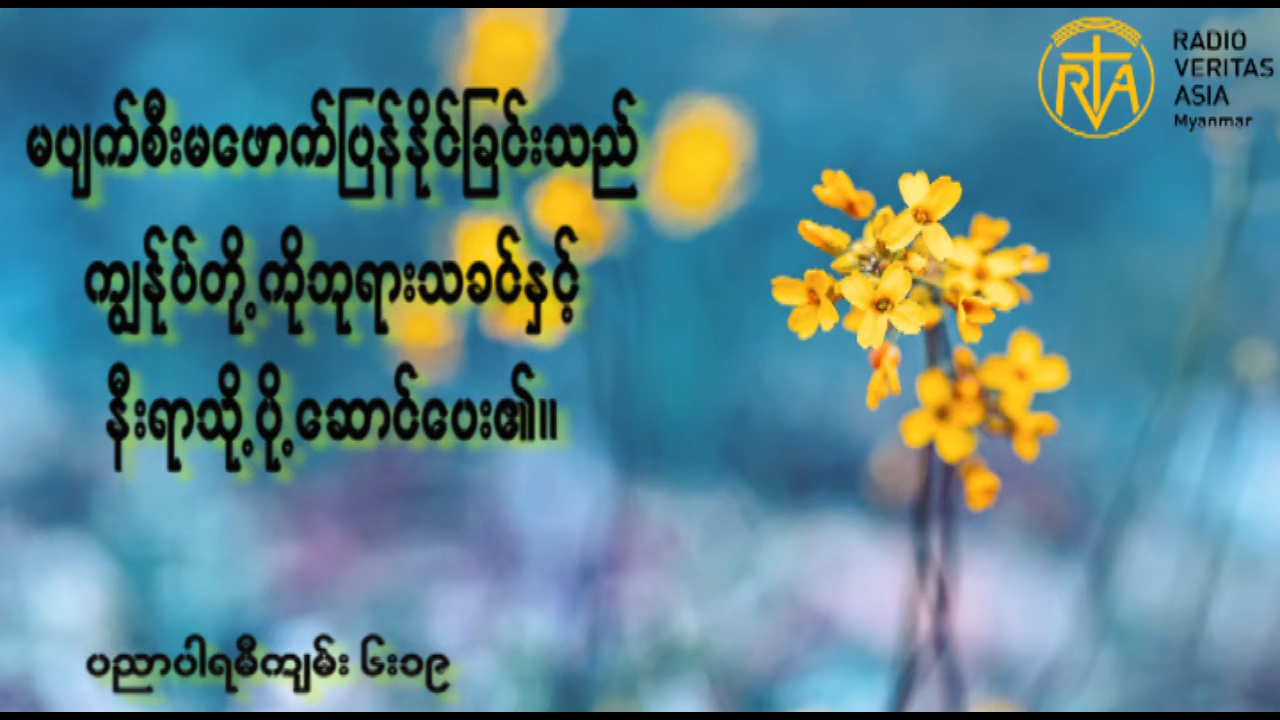 မပျက်စီးမဖောက်ပြန်နိုင်ခြင်းသည်
ကျွန်ုပ်တို့ကိုဘုရားသခင်နှင့်
နီးရာသို့ပို့ဆောင်ပေး၏။
ပညာပါရမီကျမ်း ၆း၁၉
RTA
RADIO
VERITAS
ASIA
Myanmar